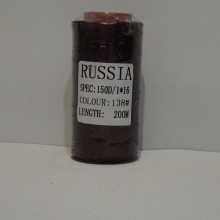 RUSSIA
SPEC:150D/1*16
COLOUR:138#
LENGTH: 200M